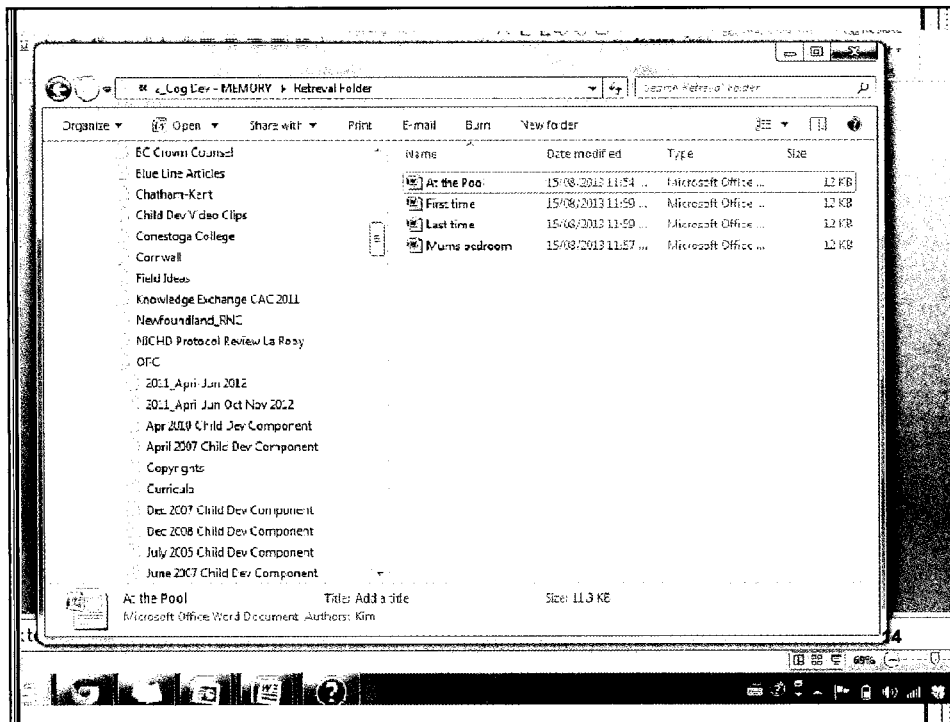 z_Cog Dev - MEMORY ▸ Retreval Folder
Search Retreval Folder
Organize ▾ Open ▾ Share with ▾ Print E-mail Burn New folder
Name Date modified Type Size
BC Crown Counsel
Blue Line Articles
Chatham-Kent
Child Dev Video Clips
Conestoga College
Cornwall
Field Ideas
Knowledge Exchange CAC 2011
Newfoundland_RNC
NICHD Protocol Review La Rooy
OPC
2011_April-Jun 2012
2011_April Jun Oct Nov 2012
Apr 2010 Child Dev Component
April 2007 Child Dev Component
Copyrights
Curricula
Dec 2007 Child Dev Component
Dec 2008 Child Dev Component
July 2005 Child Dev Component
June 2007 Child Dev Component
At the Pool 15/08/2013 11:54 ... Microsoft Office ... 12 KB
First time 15/08/2013 11:59 ... Microsoft Office ... 12 KB
Last time 15/08/2013 11:59 ... Microsoft Office ... 12 KB
Mums bedroom 15/08/2013 11:57 ... Microsoft Office ... 12 KB
At the Pool Title: Add a title Size: 11.3 KB
Microsoft Office Word Document Authors: Kim
69%